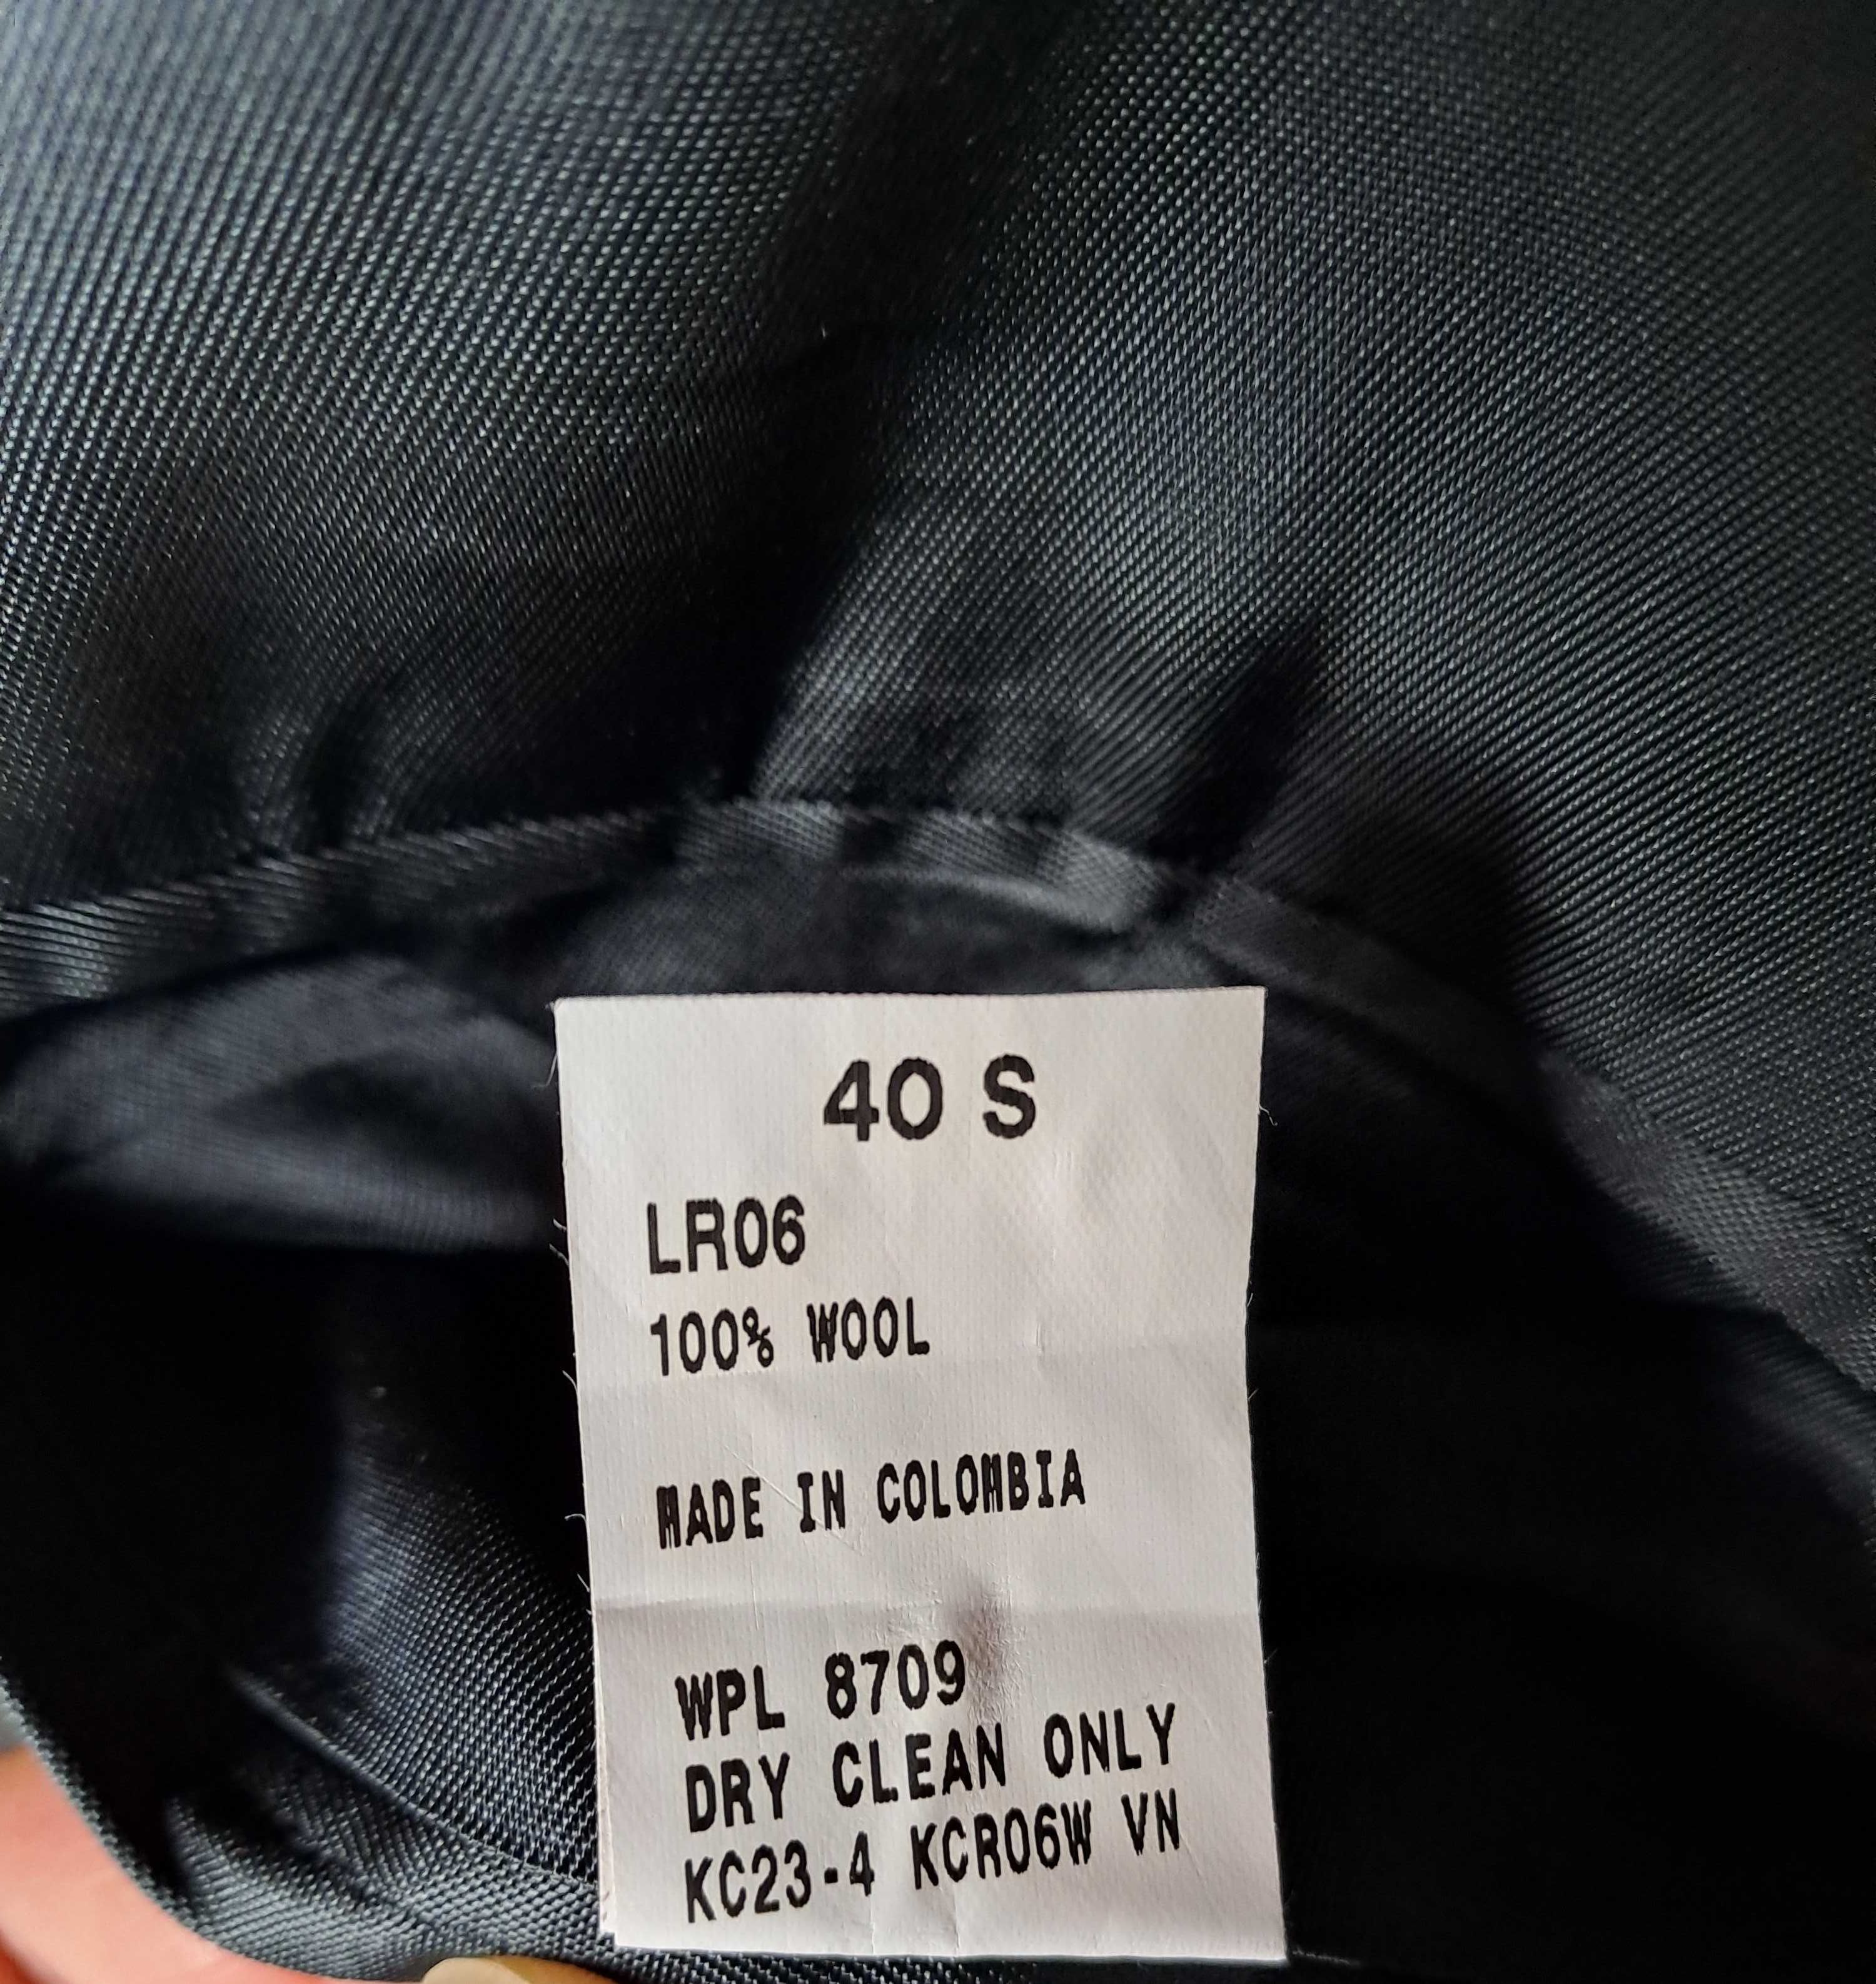 40 S
LR06
100% WOOL
MADE IN COLOMBIA
WPL 8709
DRY CLEAN ONLY
KC23-4 KCR06W VN